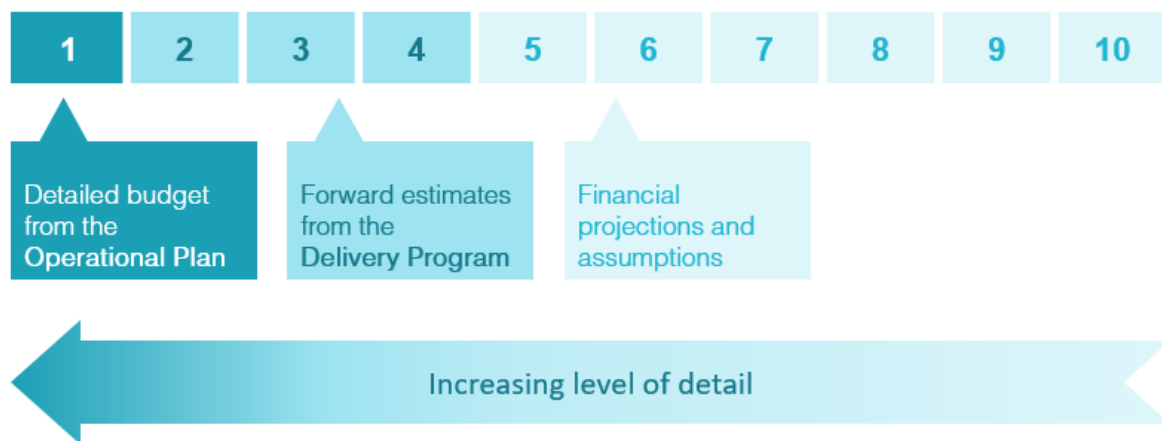 1 2 3 4 5 6 7 8 9 10
Detailed budget
from the
Operational Plan
Forward estimates
from the
Delivery Program
Financial
projections and
assumptions
Increasing level of detail